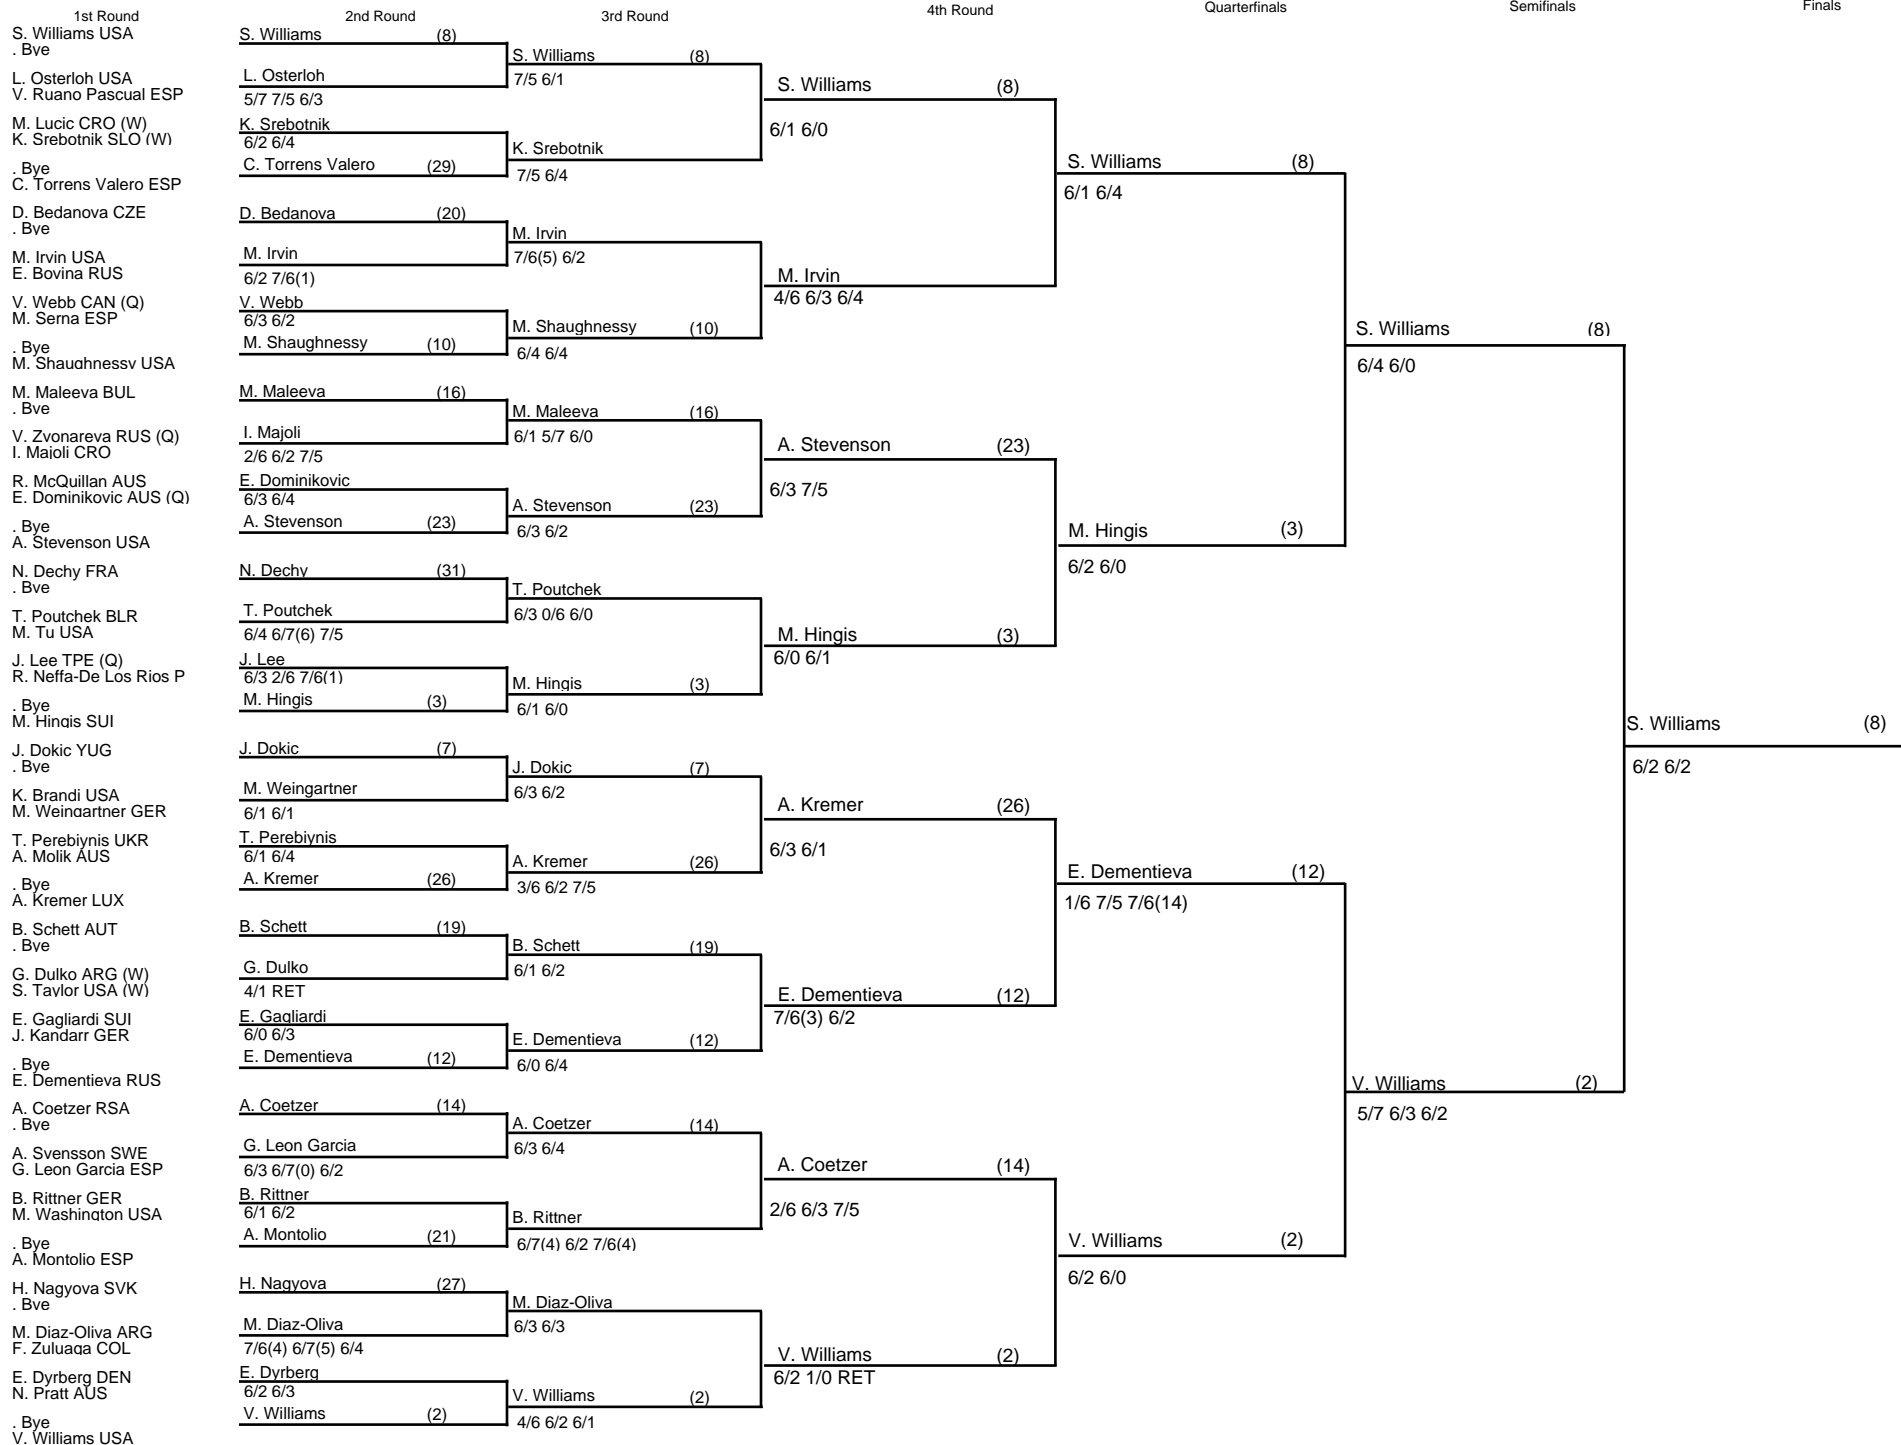 1st Round
2nd Round
3rd Round
4th Round
Quarterfinals
Semifinals
Finals
S. Williams USA
. Bye
L. Osterloh USA
V. Ruano Pascual ESP
M. Lucic CRO (W)
K. Srebotnik SLO (W)
. Bye
C. Torrens Valero ESP
D. Bedanova CZE
. Bye
M. Irvin USA
E. Bovina RUS
V. Webb CAN (Q)
M. Serna ESP
. Bye
M. Shaughnessy USA
M. Maleeva BUL
. Bye
V. Zvonareva RUS (Q)
I. Majoli CRO
R. McQuillan AUS
E. Dominikovic AUS (Q)
. Bye
A. Stevenson USA
N. Dechy FRA
. Bye
T. Poutchek BLR
M. Tu USA
J. Lee TPE (Q)
R. Neffa-De Los Rios P
. Bye
M. Hingis SUI
J. Dokic YUG
. Bye
K. Brandi USA
M. Weingartner GER
T. Perebiynis UKR
A. Molik AUS
. Bye
A. Kremer LUX
B. Schett AUT
. Bye
G. Dulko ARG (W)
S. Taylor USA (W)
E. Gagliardi SUI
J. Kandarr GER
. Bye
E. Dementieva RUS
A. Coetzer RSA
. Bye
A. Svensson SWE
G. Leon Garcia ESP
B. Rittner GER
M. Washington USA
. Bye
A. Montolio ESP
H. Nagyova SVK
. Bye
M. Diaz-Oliva ARG
F. Zuluaga COL
E. Dyrberg DEN
N. Pratt AUS
. Bye
V. Williams USA
S. Williams (8)
L. Osterloh
5/7 7/5 6/3
K. Srebotnik
6/2 6/4
C. Torrens Valero (29)
D. Bedanova (20)
M. Irvin
6/2 7/6(1)
V. Webb
6/3 6/2
M. Shaughnessy (10)
M. Maleeva (16)
I. Majoli
2/6 6/2 7/5
E. Dominikovic
6/3 6/4
A. Stevenson (23)
N. Dechy (31)
T. Poutchek
6/4 6/7(6) 7/5
J. Lee
6/3 2/6 7/6(1)
M. Hingis (3)
J. Dokic (7)
M. Weingartner
6/1 6/1
T. Perebiynis
6/1 6/4
A. Kremer (26)
B. Schett (19)
G. Dulko
4/1 RET
E. Gagliardi
6/0 6/3
E. Dementieva (12)
A. Coetzer (14)
G. Leon Garcia
6/3 6/7(0) 6/2
B. Rittner
6/1 6/2
A. Montolio (21)
H. Nagyova (27)
M. Diaz-Oliva
7/6(4) 6/7(5) 6/4
E. Dyrberg
6/2 6/3
V. Williams (2)
S. Williams (8)
7/5 6/1
K. Srebotnik
7/5 6/4
M. Irvin
7/6(5) 6/2
M. Shaughnessy (10)
6/4 6/4
M. Maleeva (16)
6/1 5/7 6/0
A. Stevenson (23)
6/3 6/2
T. Poutchek
6/3 0/6 6/0
M. Hingis (3)
6/1 6/0
J. Dokic (7)
6/3 6/2
A. Kremer (26)
3/6 6/2 7/5
B. Schett (19)
6/1 6/2
E. Dementieva (12)
6/0 6/4
A. Coetzer (14)
6/3 6/4
B. Rittner
6/7(4) 6/2 7/6(4)
M. Diaz-Oliva
6/3 6/3
V. Williams (2)
4/6 6/2 6/1
S. Williams (8)
6/1 6/0
M. Irvin
4/6 6/3 6/4
A. Stevenson (23)
6/3 7/5
M. Hingis (3)
6/0 6/1
A. Kremer (26)
6/3 6/1
E. Dementieva (12)
7/6(3) 6/2
A. Coetzer (14)
2/6 6/3 7/5
V. Williams (2)
6/2 1/0 RET
S. Williams (8)
6/1 6/4
M. Hingis (3)
6/2 6/0
E. Dementieva (12)
1/6 7/5 7/6(14)
V. Williams (2)
6/2 6/0
S. Williams (8)
6/4 6/0
V. Williams (2)
5/7 6/3 6/2
S. Williams (8)
6/2 6/2